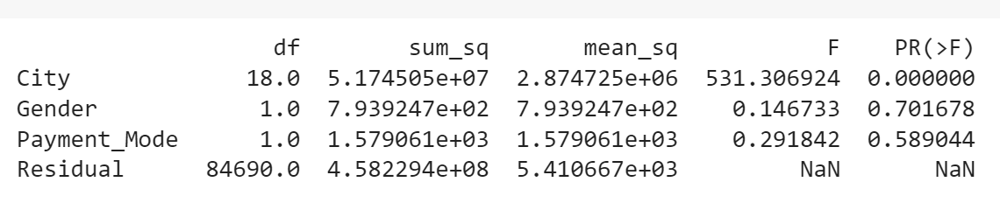 df sum_sq mean_sq F PR(>F)
City 18.0 5.174505e+07 2.874725e+06 531.306924 0.000000
Gender 1.0 7.939247e+02 7.939247e+02 0.146733 0.701678
Payment_Mode 1.0 1.579061e+03 1.579061e+03 0.291842 0.589044
Residual 84690.0 4.582294e+08 5.410667e+03 NaN NaN